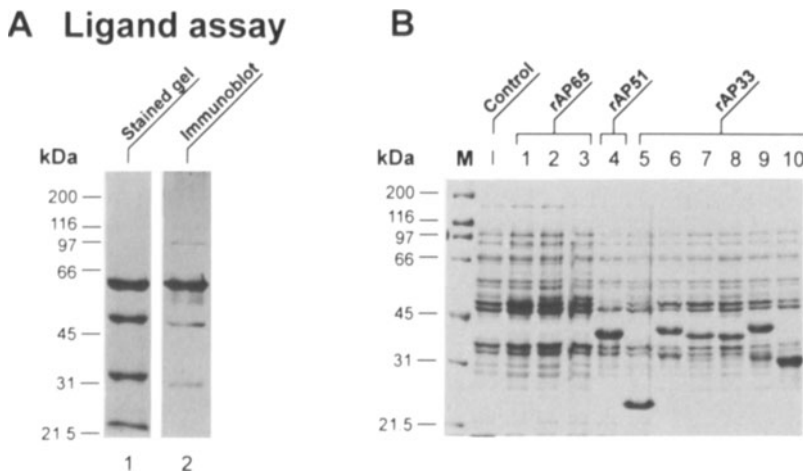 A Ligand assay
Stained gel
Immunoblot
kDa
200
116
97
66
45
31
21.5
1 2
B
Control
rAP65
rAP51
rAP33
kDa M I 1 2 3 4 5 6 7 8 9 10
200
116
97
66
45
31
21.5